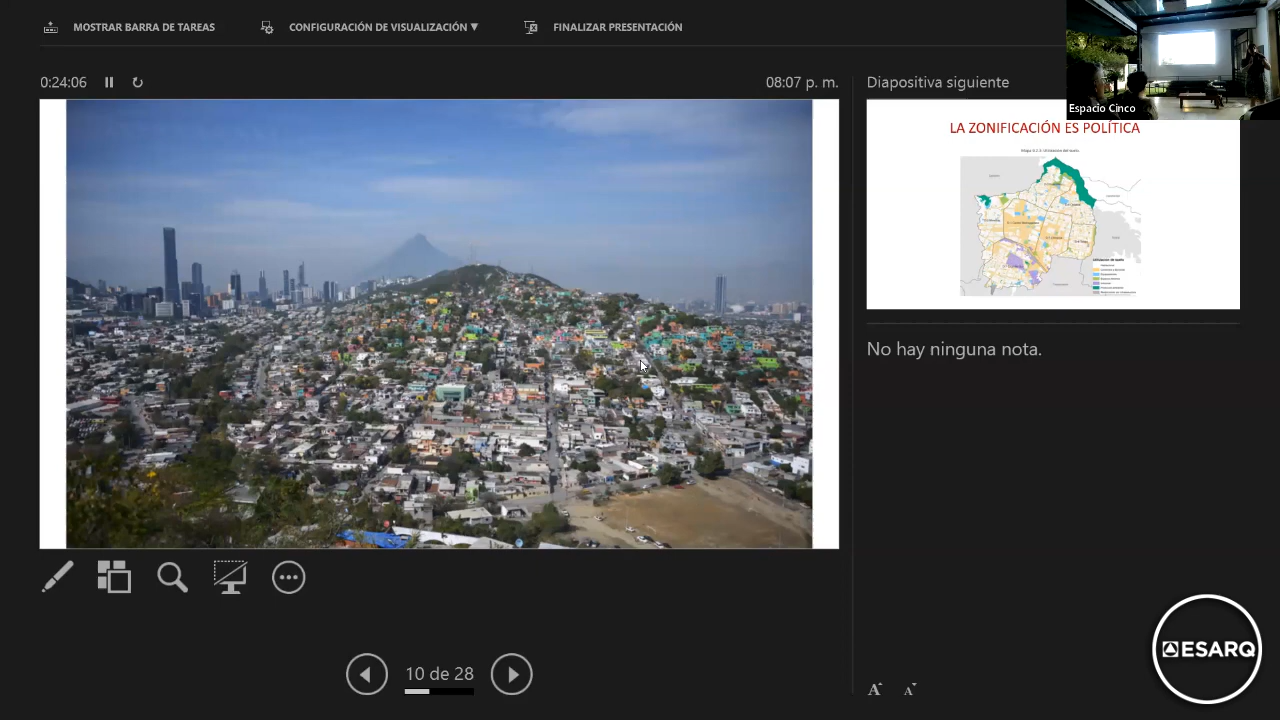 MOSTRAR BARRA DE TAREAS
CONFIGURACIÓN DE VISUALIZACIÓN ▼
FINALIZAR PRESENTACIÓN
0:24:06
08:07 p. m.
Diapositiva siguiente
Espacio Cinco
LA ZONIFICACIÓN ES POLÍTICA
No hay ninguna nota.
10 de 28
A A
ESARQ